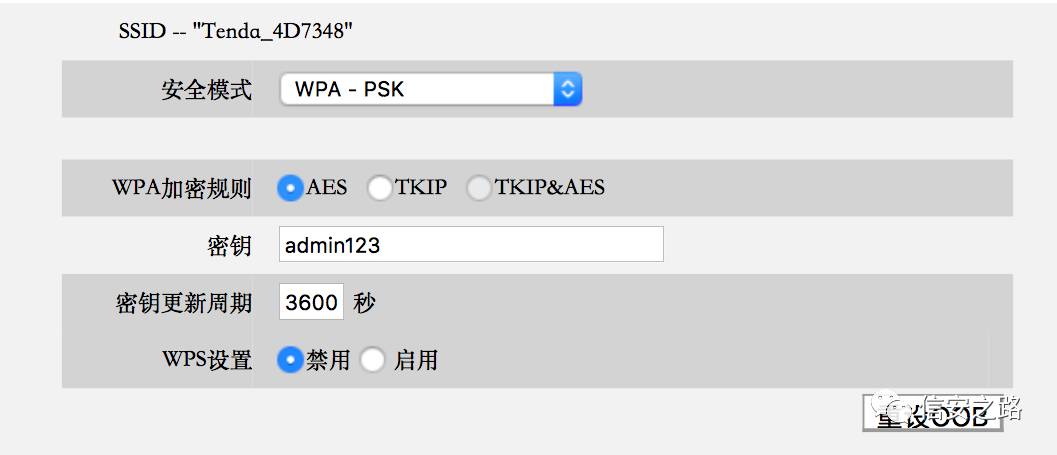 SSID -- "Tenda_4D7348"
安全模式 WPA - PSK
WPA加密规则 AES TKIP TKIP&AES
密钥 admin123
密钥更新周期 3600 秒
WPS设置 禁用 启用
信安之路
重设OOB